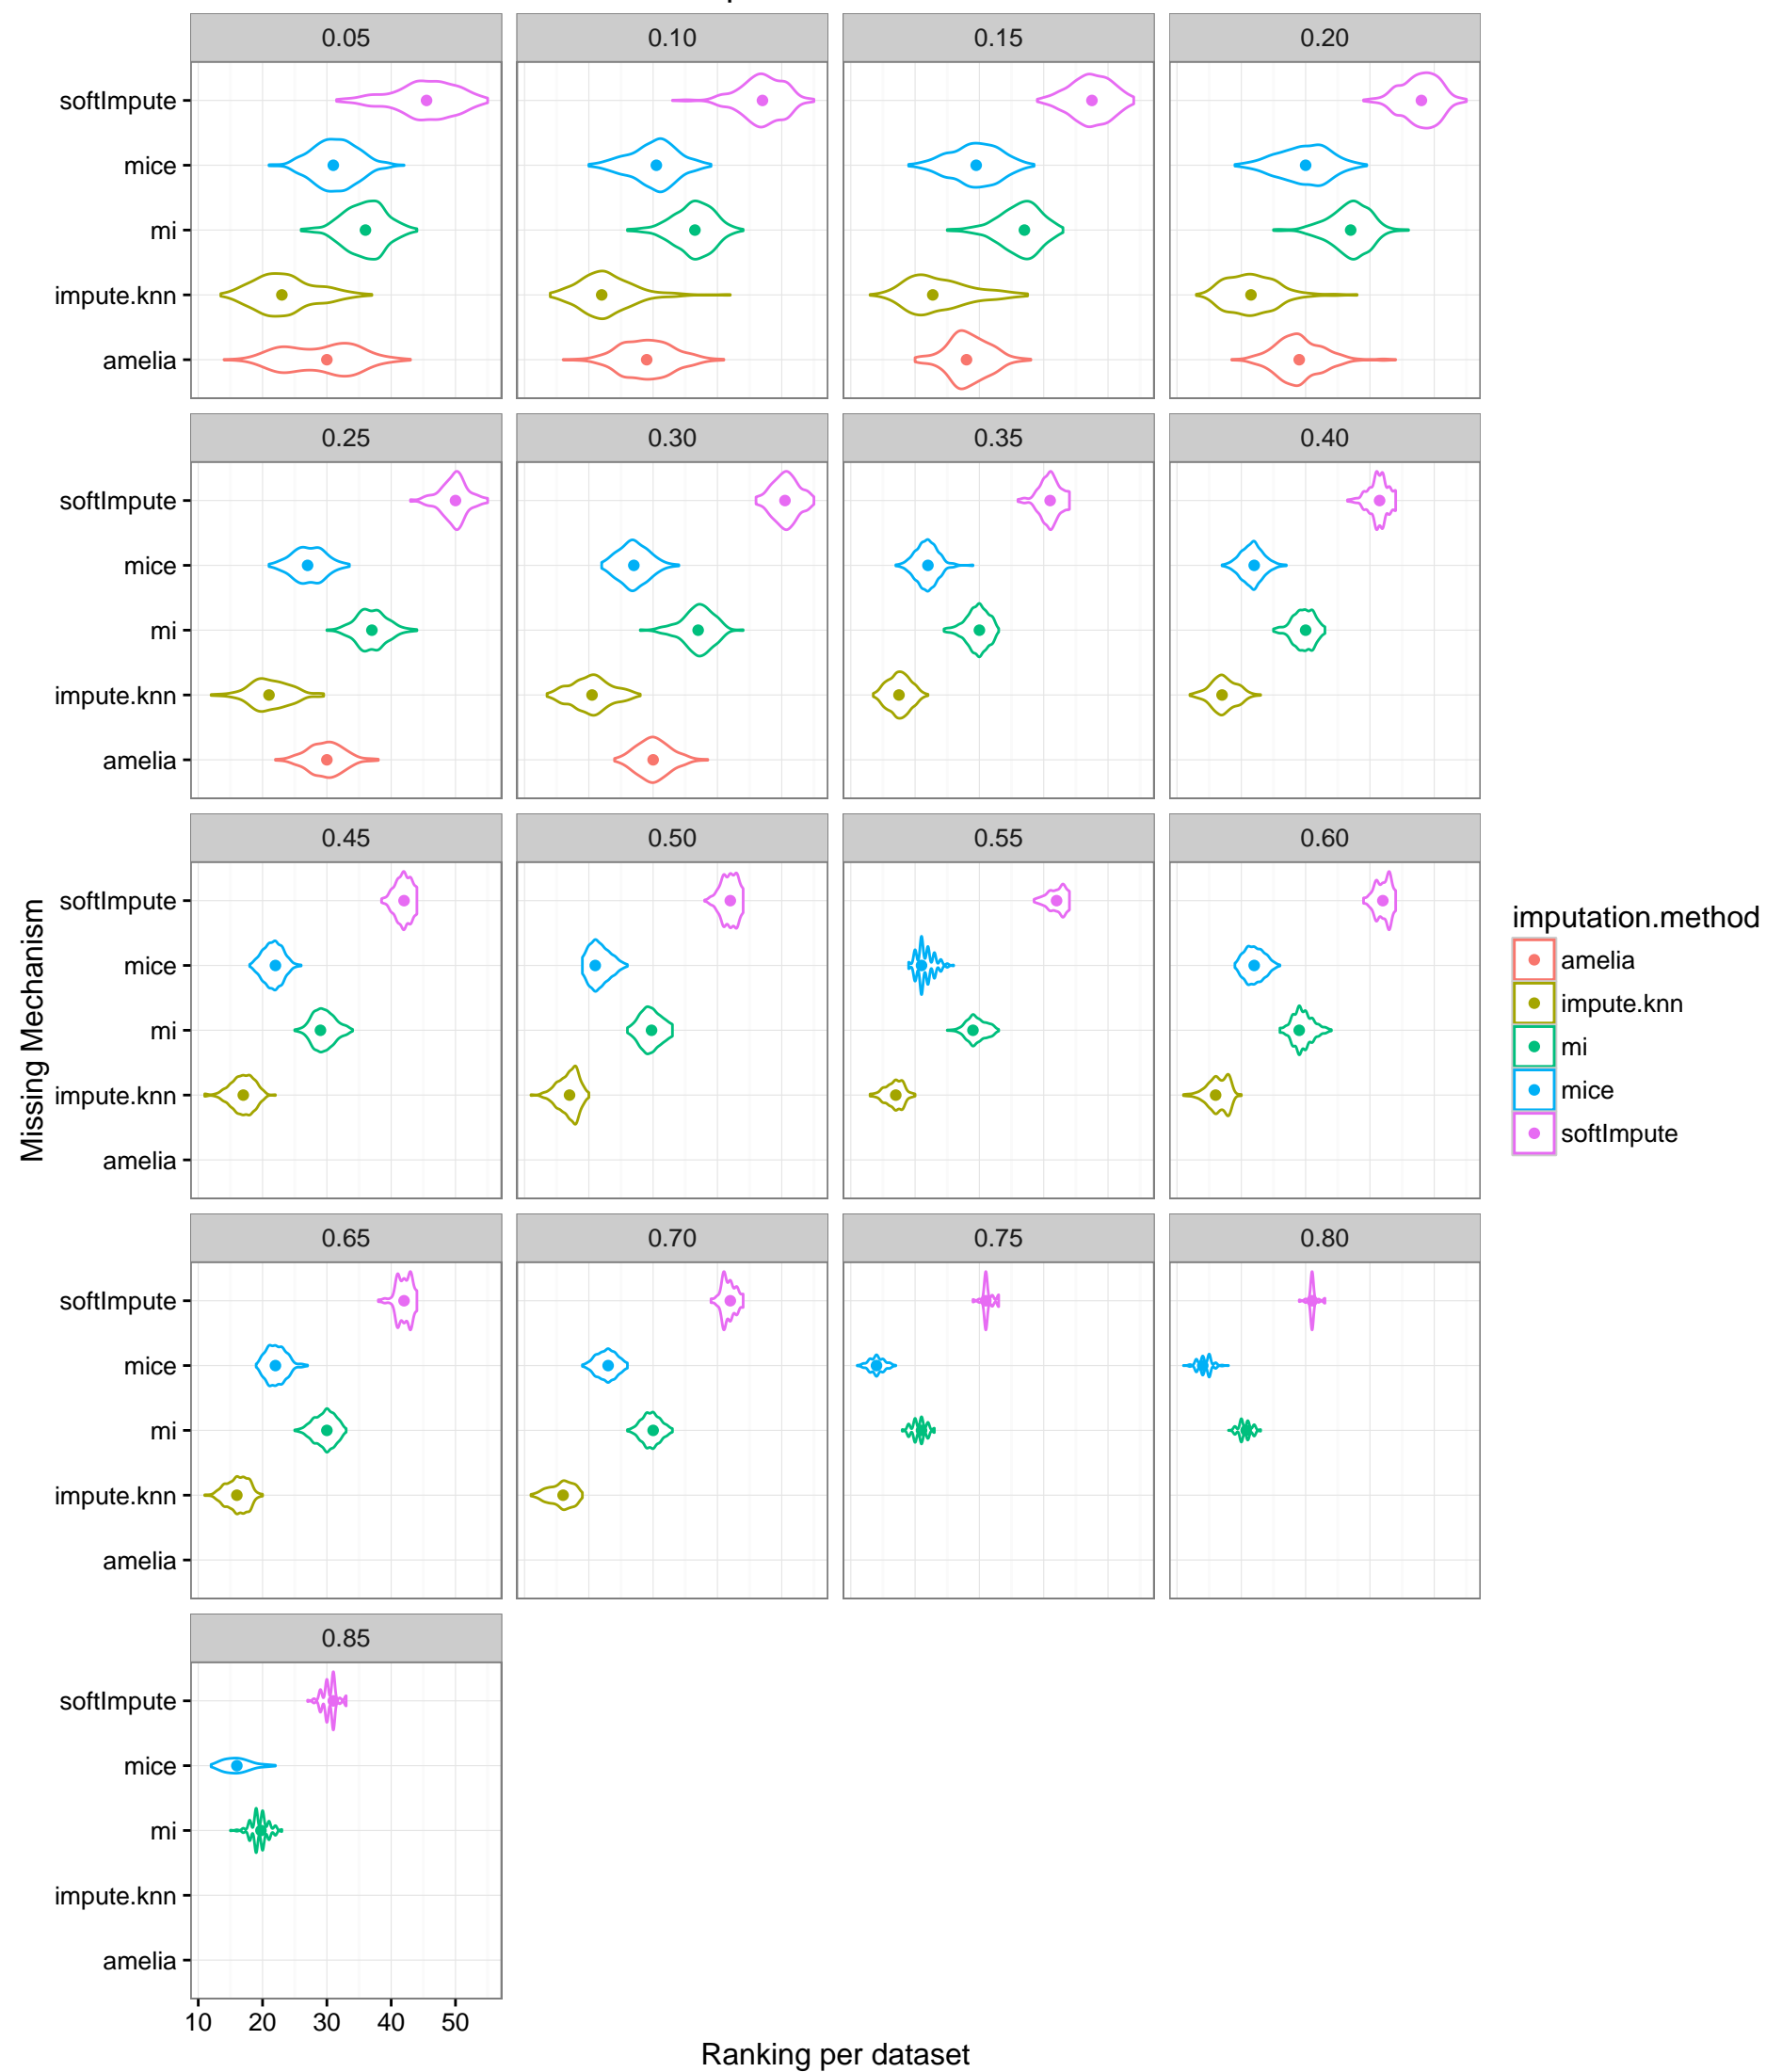 0.05 0.10 0.15 0.20
softImpute
mice
mi
impute.knn
amelia
0.25 0.30 0.35 0.40
softImpute
mice
mi
impute.knn
amelia
0.45 0.50 0.55 0.60
softImpute
mice
mi
impute.knn
amelia
0.65 0.70 0.75 0.80
softImpute
mice
mi
impute.knn
amelia
0.85
softImpute
mice
mi
impute.knn
amelia
10 20 30 40 50
Ranking per dataset
Missing Mechanism
imputation.method
amelia
impute.knn
mi
mice
softImpute